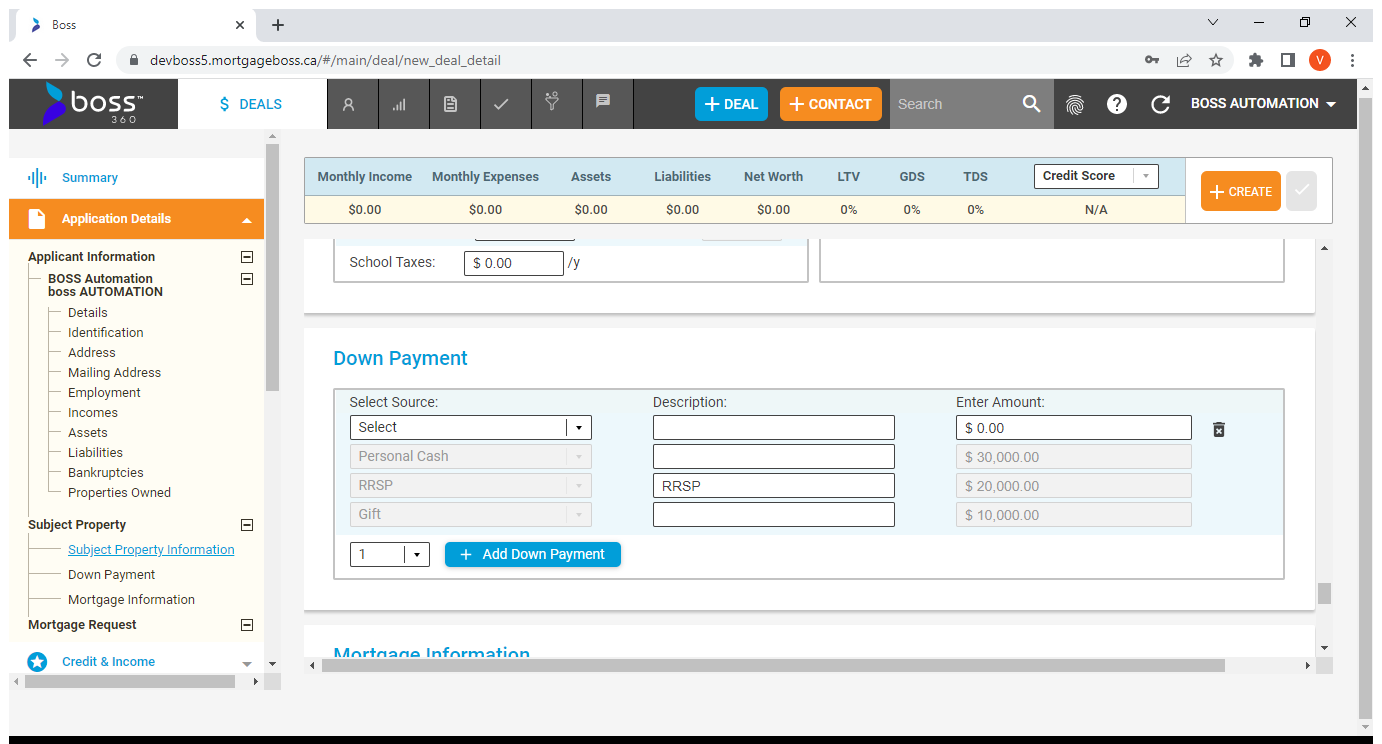 Boss
devboss5.mortgageboss.ca/#/main/deal/new_deal_detail
V
boss™
360
$ DEALS
+ DEAL
+ CONTACT
Search
BOSS AUTOMATION
Summary
Application Details
Applicant Information
BOSS Automation
boss AUTOMATION
Details
Identification
Address
Mailing Address
Employment
Incomes
Assets
Liabilities
Bankruptcies
Properties Owned
Subject Property
Subject Property Information
Down Payment
Mortgage Information
Mortgage Request
Credit & Income
Monthly Income Monthly Expenses Assets Liabilities Net Worth LTV GDS TDS Credit Score
$0.00 $0.00 $0.00 $0.00 $0.00 0% 0% 0% N/A
+ CREATE
School Taxes: $ 0.00 /y
Down Payment
Select Source: Description: Enter Amount:
Select $ 0.00
Personal Cash $ 30,000.00
RRSP RRSP $ 20,000.00
Gift $ 10,000.00
1 + Add Down Payment
Mortgage Information